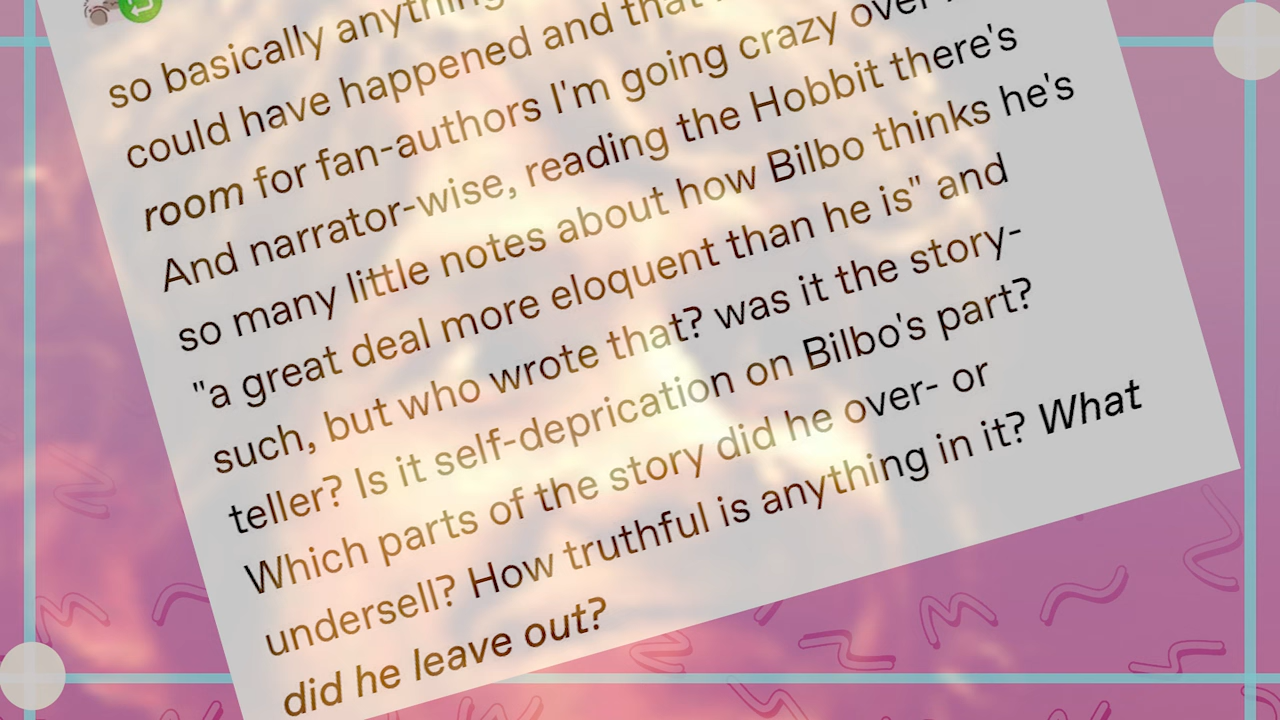 so basically anything
could have happened and that
room for fan-authors I'm going crazy over
And narrator-wise, reading the Hobbit there's
so many little notes about how Bilbo thinks he's
"a great deal more eloquent than he is" and
such, but who wrote that? was it the story-
teller? Is it self-deprication on Bilbo's part?
Which parts of the story did he over- or
undersell? How truthful is anything in it? What
did he leave out?